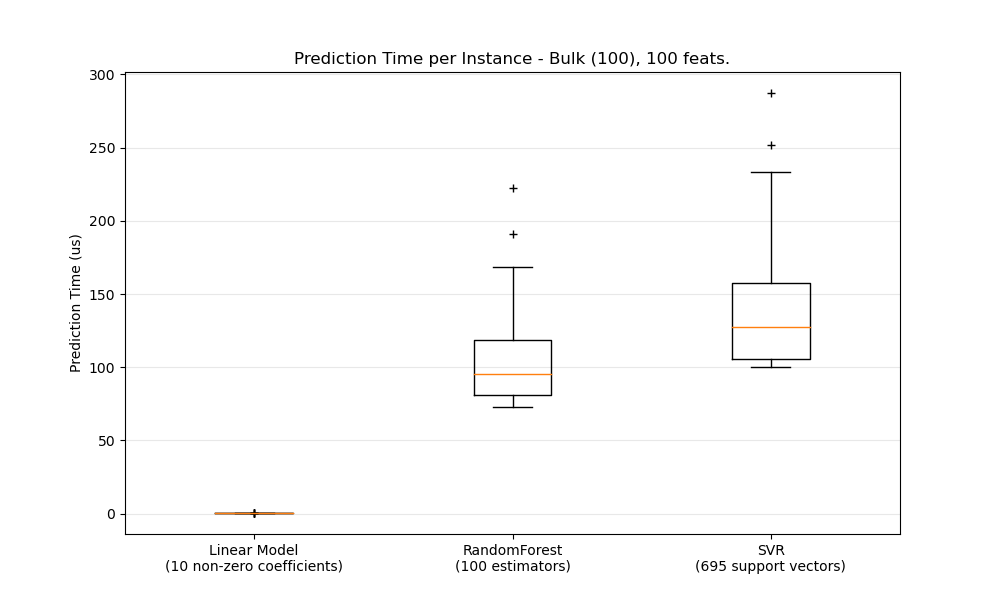 Prediction Time per Instance - Bulk (100), 100 feats.
300
250
200
150
100
50
0
Prediction Time (us)
Linear Model
(10 non-zero coefficients)
RandomForest
(100 estimators)
SVR
(695 support vectors)